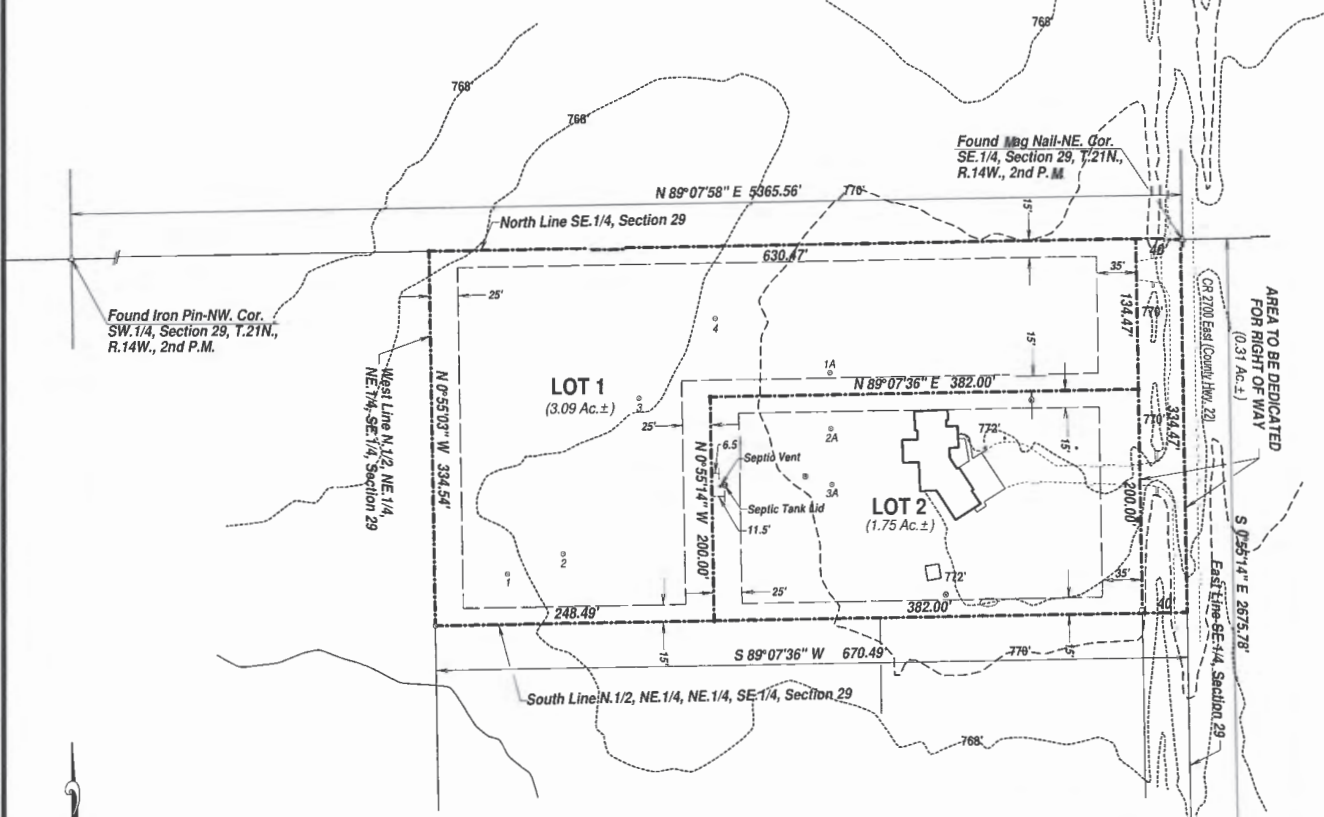 768'
768'
768'
Found Mag Nail-NE. Cor.
SE.1/4, Section 29, T.21N.,
R.14W., 2nd P.M.
N 89°07'58" E 5365.56'
770'
15'
North Line SE.1/4, Section 29
630.47'
40'
35'
25'
Found Iron Pin-NW. Cor.
SW.1/4, Section 29, T.21N.,
R.14W., 2nd P.M.
134.47'
770'
CR 2700 East (County Hwy. 22)
AREA TO BE DEDICATED
FOR RIGHT OF WAY
(0.31 Ac.±)
4
15'
1A
N 89°07'36" E 382.00'
LOT 1
(3.09 Ac.±)
3
West Line N.1/2, NE.1/4,
NE.1/4, SE.1/4, Section 29
N 0°55'03" W 334.54'
25'
6.5
Septic Vent
2A
772'
15'
770'
334.47'
N 0°55'14" W 200.00'
3A
Septic Tank Lid
11.5'
LOT 2
(1.75 Ac.±)
200.00'
S 0°55'14" E 2675.78'
2
1
772'
35'
25'
248.49'
382.00'
40'
15'
S 89°07'36" W 670.49'
770'
15'
East Line SE.1/4, Section 29
South Line N.1/2, NE.1/4, NE.1/4, SE.1/4, Section 29
768'